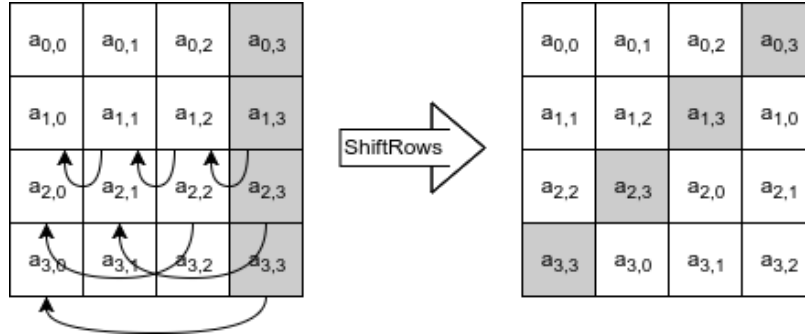 a0,0 a0,1 a0,2 a0,3
a1,0 a1,1 a1,2 a1,3
a2,0 a2,1 a2,2 a2,3
a3,0 a3,1 a3,2 a3,3
ShiftRows
a0,0 a0,1 a0,2 a0,3
a1,1 a1,2 a1,3 a1,0
a2,2 a2,3 a2,0 a2,1
a3,3 a3,0 a3,1 a3,2